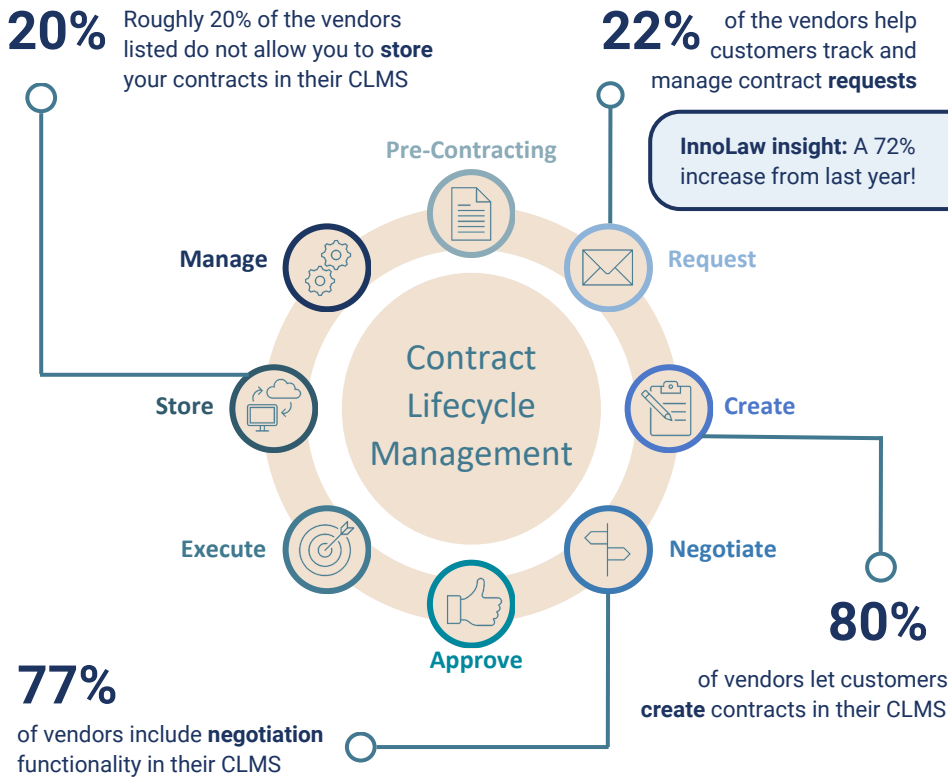 20%
Roughly 20% of the vendors
listed do not allow you to store
your contracts in their CLMS
22%
of the vendors help
customers track and
manage contract requests
InnoLaw insight: A 72%
increase from last year!
Pre-Contracting
Manage
Request
Contract
Lifecycle
Management
Store
Create
Execute
Negotiate
Approve
80%
of vendors let customers
create contracts in their CLMS
77%
of vendors include negotiation
functionality in their CLMS